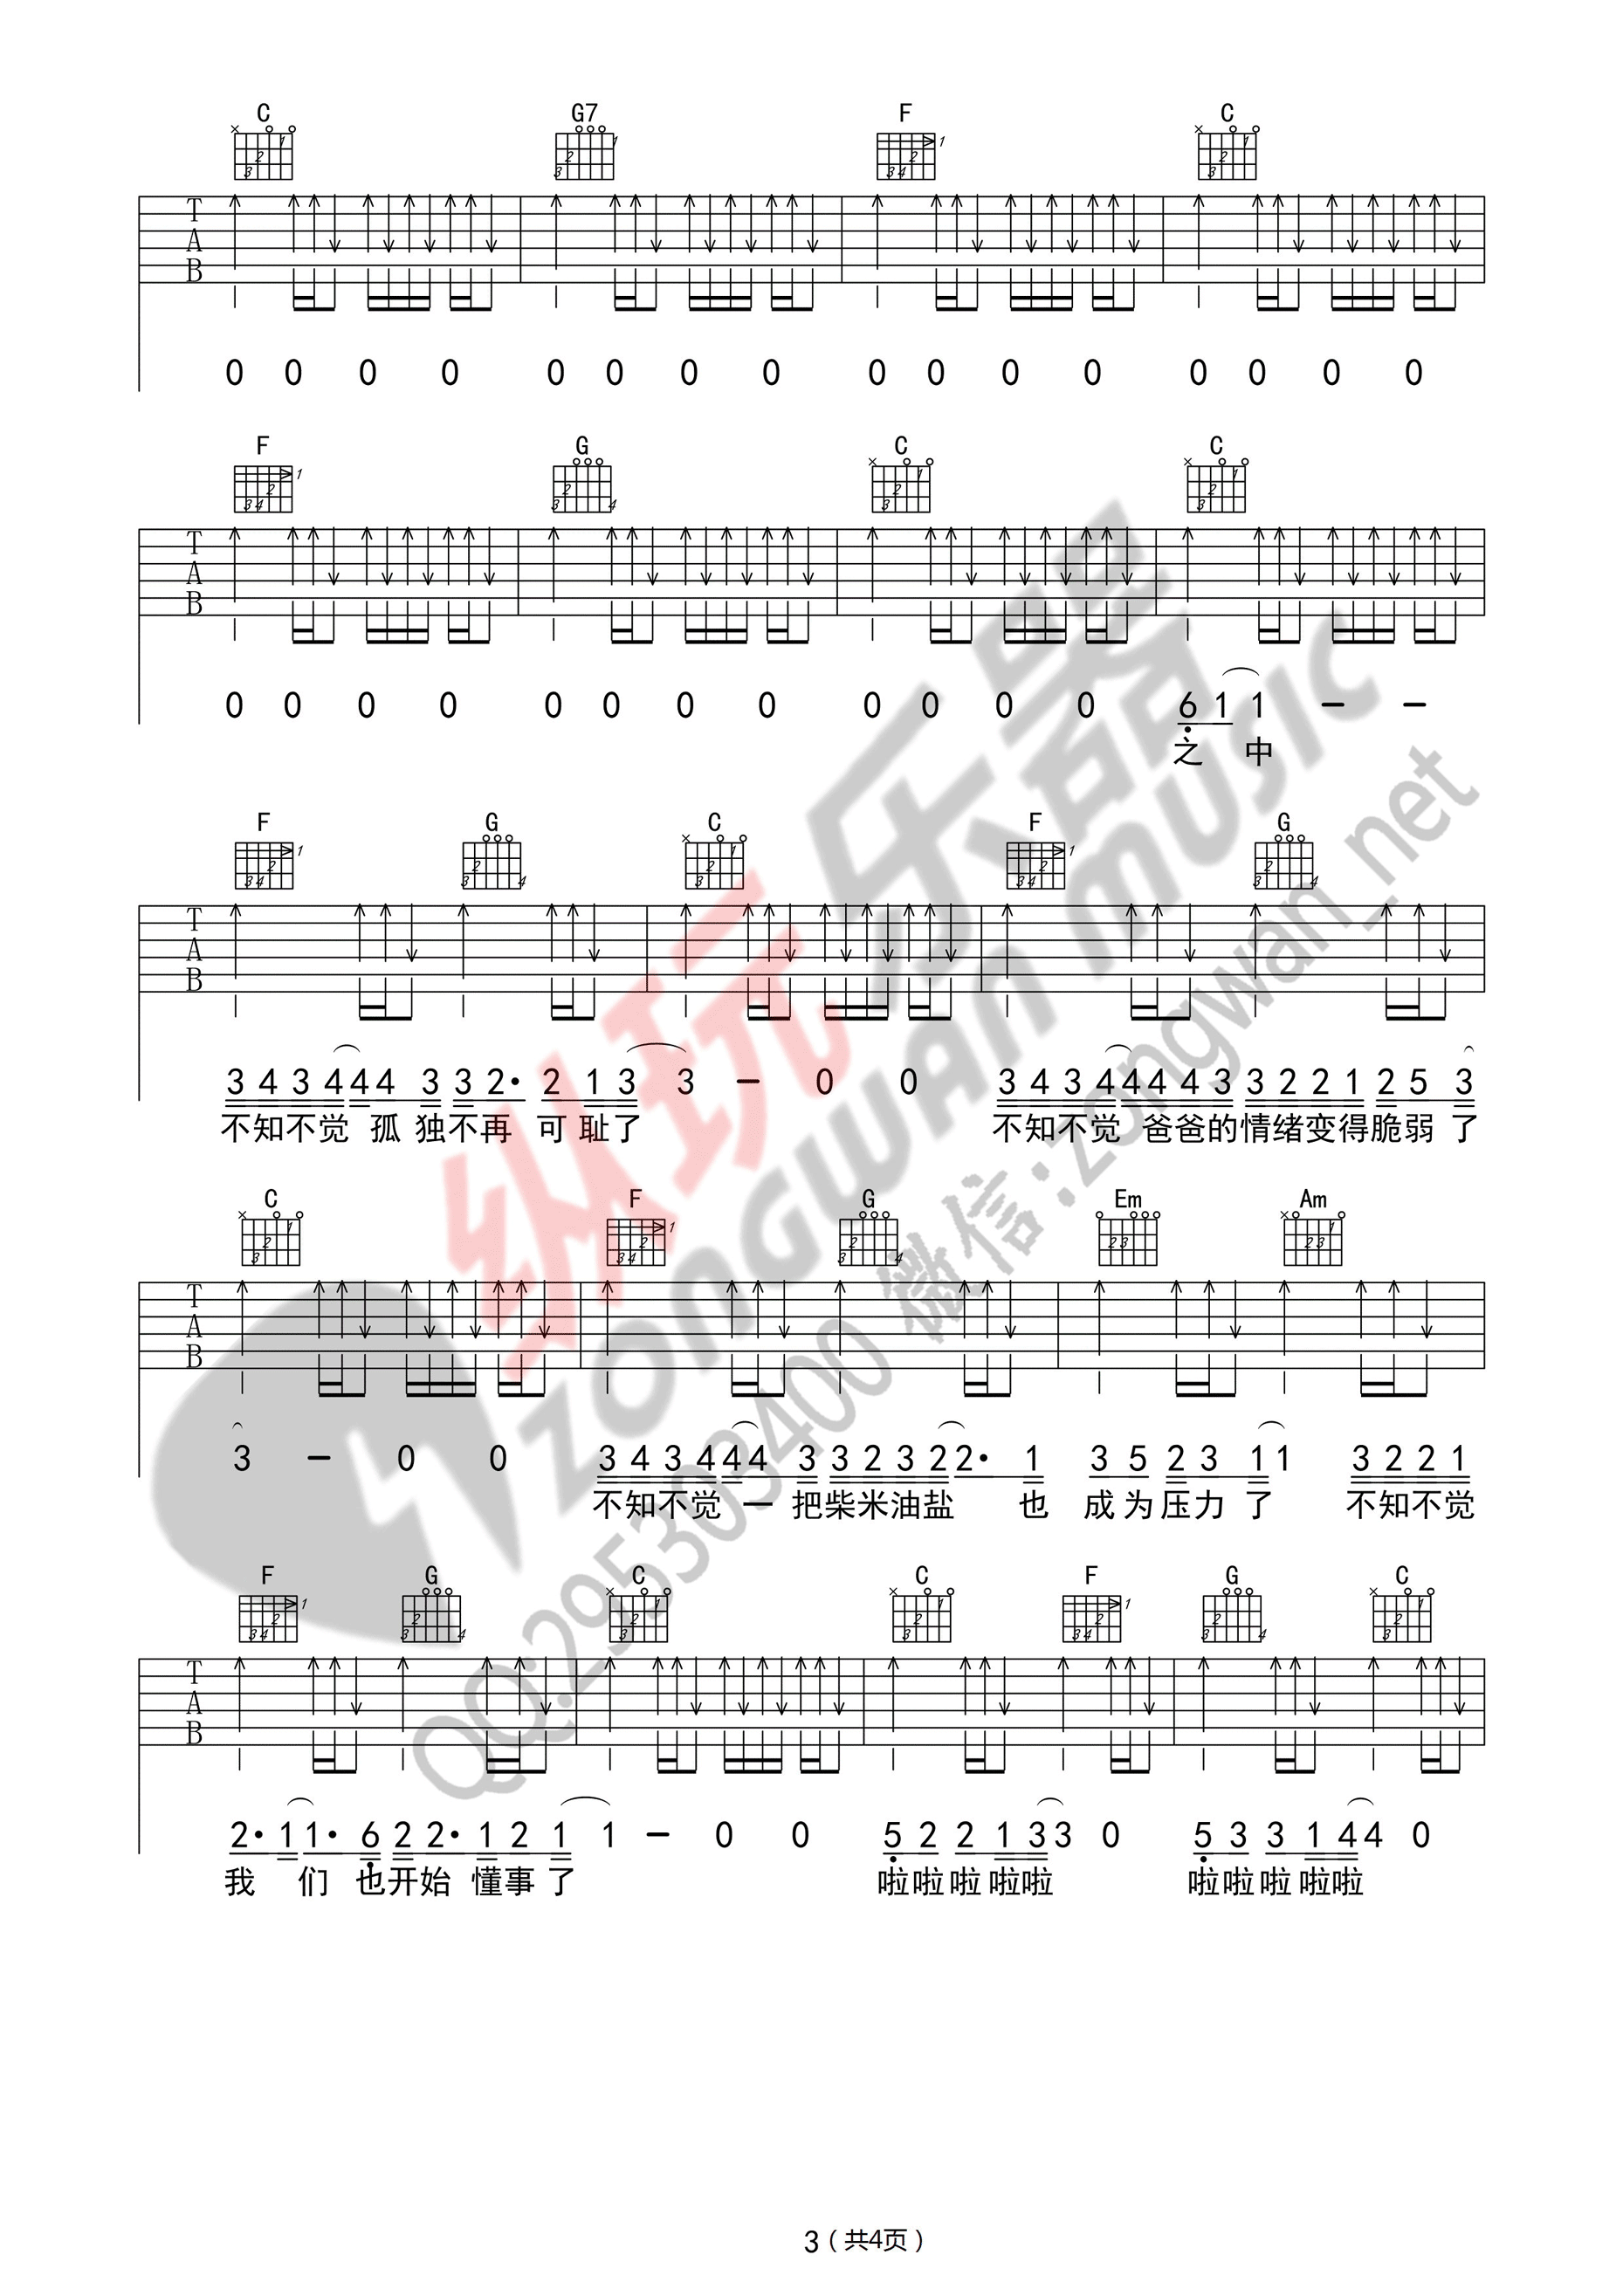 C G7 F C
T
A
B
0 0 0 0 0 0 0 0 0 0 0 0 0 0 0 0
F G C C
T
A
B
0 0 0 0 0 0 0 0 0 0 0 0 6 1 1 – –
之 中
F G C F G
T
A
B
3 4 3 4 4 4 3 3 2· 2 1 3 3 – 0 0 3 4 3 4 4 4 4 3 3 2 2 1 2 5 3
不知不觉 孤 独不再 可 耻了 不知不觉 爸爸的情绪变得脆弱 了
C F G Em Am
T
A
B
3 – 0 0 3 4 3 4 4 4 3 3 2 3 2 2· 1 3 5 2 3 1 1 3 2 2 1
不知不觉 一 把柴米油盐 也 成为压力 了 不知不觉
F G C C F G C
T
A
B
2· 1 1· 6 2 2· 1 2 1 1 – 0 0 5 2 2 1 3 3 0 5 3 3 1 4 4 0
我 们 也开始 懂事 了 啦啦啦 啦啦 啦啦啦 啦啦
纵玩乐器
ZONGWAN MUSIC
QQ:295303400 微信:zongwan_net
3（共4页）